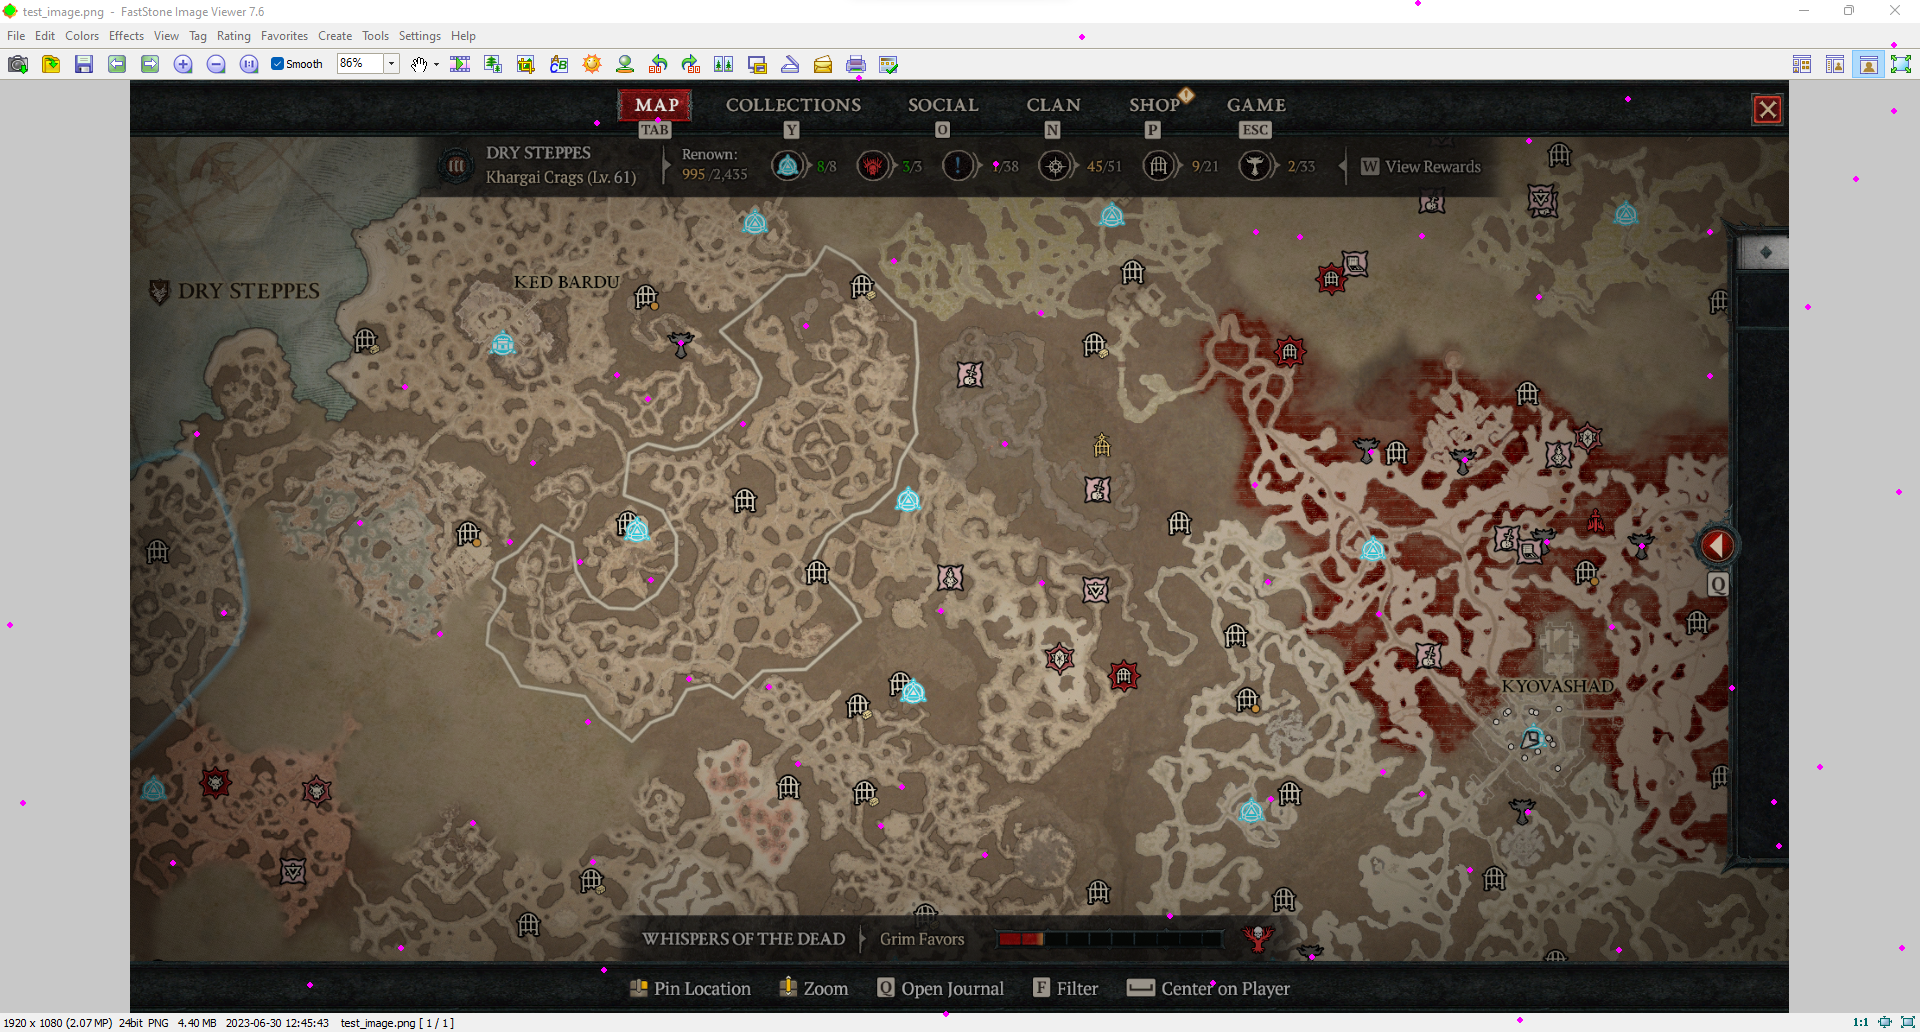 test_image.png - FastStone Image Viewer 7.6
File Edit Colors Effects View Tag Rating Favorites Create Tools Settings Help
1:1 Smooth 86%
MAP COLLECTIONS SOCIAL CLAN SHOP GAME
TAB Y O N P ESC
DRY STEPPES
Khargai Crags (Lv. 61)
Renown:
995 /2,435
8/8 3/3 1/38 45/51 9/21 2/33
W View Rewards
KED BARDU
DRY STEPPES
Q
KYOVASHAD
WHISPERS OF THE DEAD Grim Favors
Pin Location Zoom Q Open Journal F Filter Center on Player
1920 x 1080 (2.07 MP) 24bit PNG 4.40 MB 2023-06-30 12:45:43 test_image.png [ 1 / 1 ] 1:1